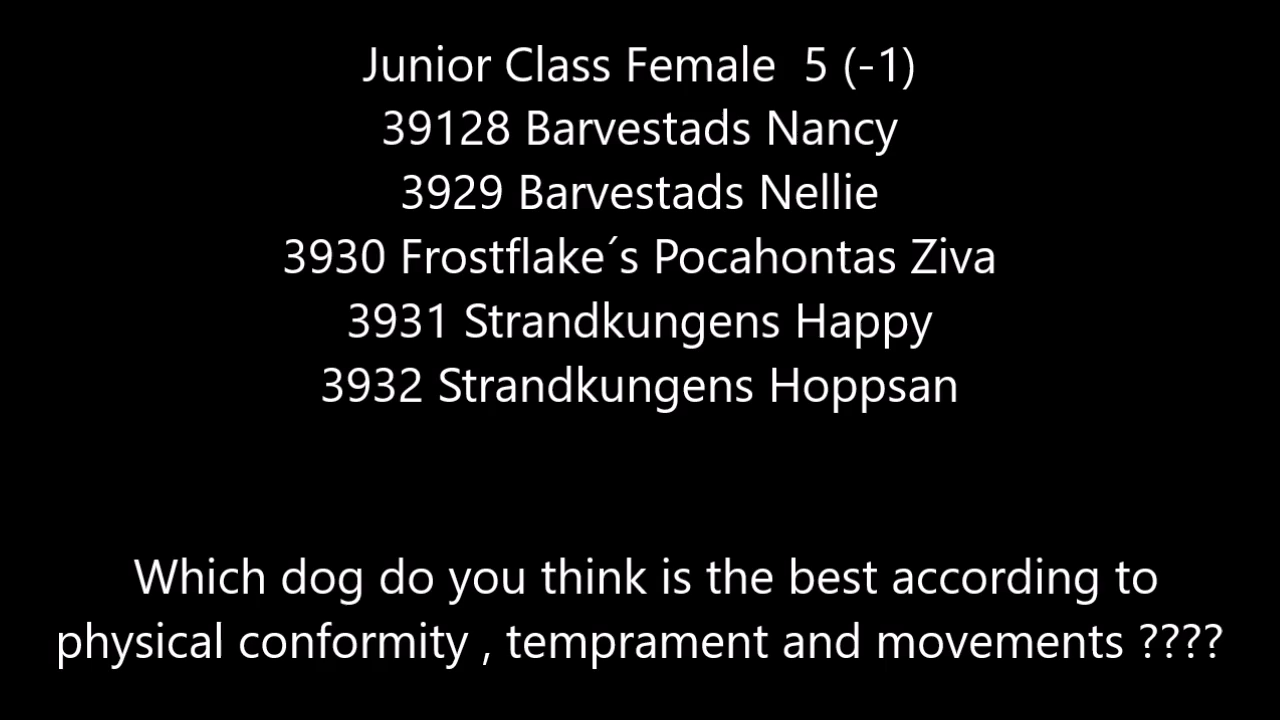 Junior Class Female  5 (-1)
39128 Barvestads Nancy
3929 Barvestads Nellie
3930 Frostflake´s Pocahontas Ziva
3931 Strandkungens Happy
3932 Strandkungens Hoppsan
Which dog do you think is the best according to
physical conformity , temprament and movements ????